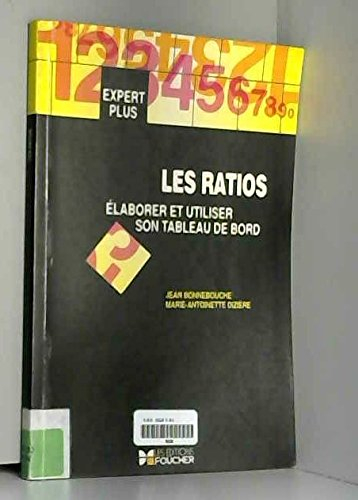 1234567890
EXPERT
PLUS
LES RATIOS
ÉLABORER ET UTILISER
SON TABLEAU DE BORD
?
JEAN BONNEBOUCHE
MARIE-ANTOINETTE DIZIERE
LES EDITIONS
FOUCHER